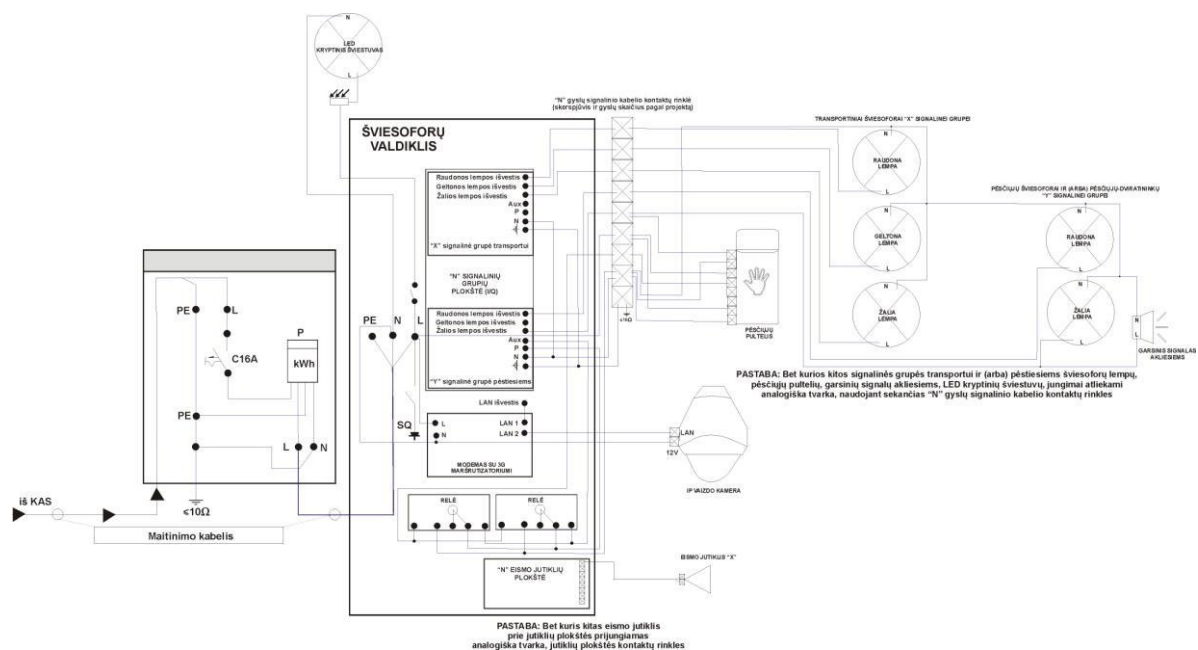 N
LED
KRYPTINIS ŠVIESTUVAS
L
"N" gyslų signalinio kabelio kontaktų rinklė
(skerspjūvis ir gyslų skaičius pagal projektą)
TRANSPORTINIAI ŠVIESOFORAI "X" SIGNALINEI GRUPEI
ŠVIESOFORŲ
VALDIKLIS
Raudonos lempos išvestis
Geltonos lempos išvestis
Žalios lempos išvestis
Aux
P
N
"X" signalinė grupė transportui
N
RAUDONA
LEMPA
L
PĖSČIŲJŲ ŠVIESOFORAI IR (ARBA) PĖSČIŲJŲ-DVIRATININKŲ
"Y" SIGNALINEI GRUPEI
N
GELTONA
LEMPA
L
N
RAUDONA
LEMPA
L
"N" SIGNALINIŲ
GRUPIŲ
PLOKŠTĖ (I/Q)
PE
L
C16A
P
kWh
PE
L
N
≤10Ω
PE
N
L
Raudonos lempos išvestis
Geltonos lempos išvestis
Žalios lempos išvestis
Aux
P
N
"Y" signalinė grupė pėstiesiems
≤10Ω
PĖSČIŲJŲ
PULTELIS
N
ŽALIA
LEMPA
L
N
ŽALIA
LEMPA
L
N
L
GARSINIS SIGNALAS
AKLIESIEMS
PASTABA: Bet kurios kitos signalinės grupės transportui ir (arba) pėstiesiems šviesoforų lempų,
pėsčiųjų pultelių, garsinių signalų akliesiems, LED kryptinių šviestuvų, jungimai atliekami
analogiška tvarka, naudojant sekančias "N" gyslų signalinio kabelio kontaktų rinkles
LAN išvestis
SQ
L
N
LAN 1
LAN 2
MODEMAS SU 3G
MARŠRUTIZATORIUMI
LAN
12V
IP VAIZDO KAMERA
iš KAS
Maitinimo kabelis
RELĖ
RELĖ
"N" EISMO JUTIKLIŲ
PLOKŠTĖ
EISMO JUTIKLIS "X"
PASTABA: Bet kuris kitas eismo jutiklis
prie jutiklių plokštės prijungiamas
analogiška tvarka, jutiklių plokštės kontaktų rinkles